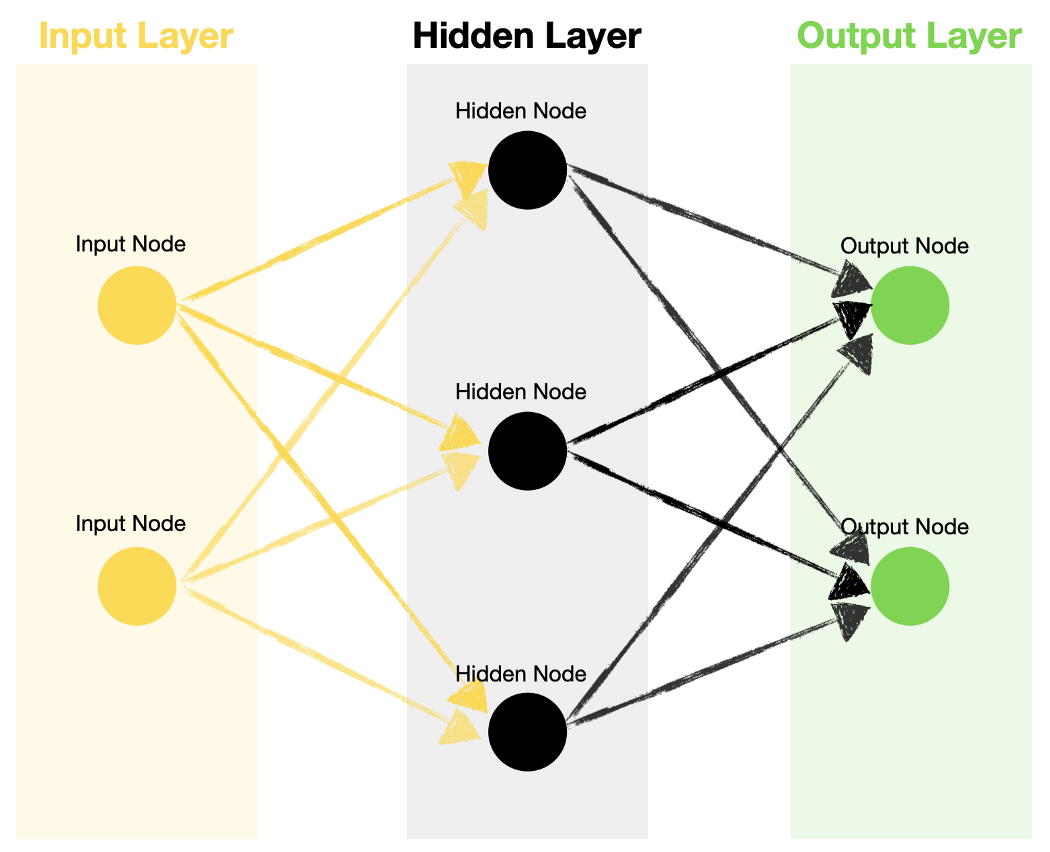 Input Layer
Hidden Layer
Output Layer
Hidden Node
Input Node
Output Node
Hidden Node
Input Node
Output Node
Hidden Node